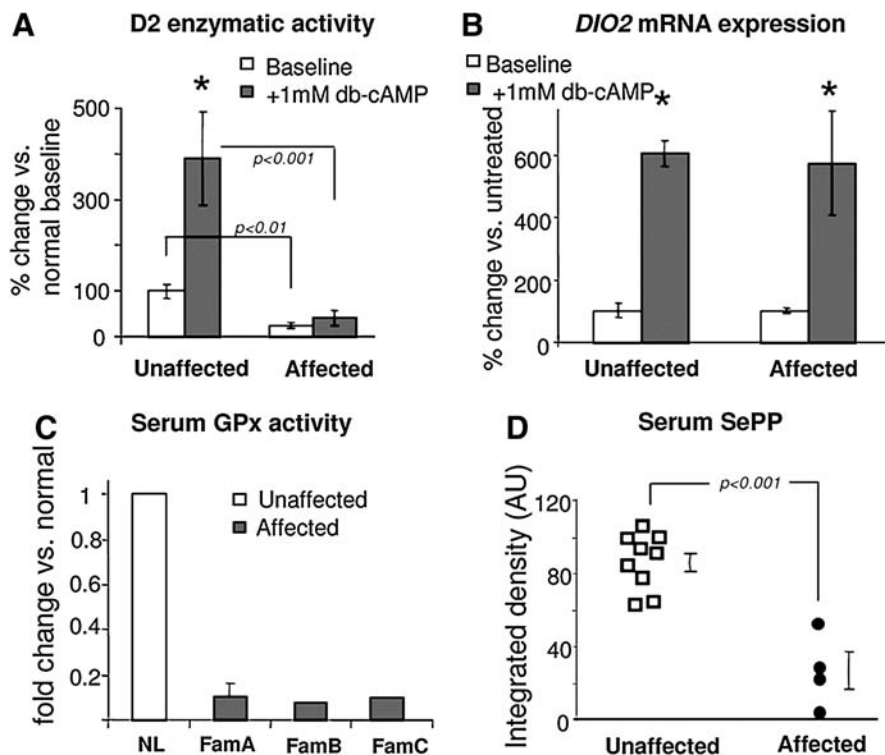 A
D2 enzymatic activity
Baseline
+1mM db-cAMP
*
% change vs.
normal baseline
500
300
100
0
p<0.001
p<0.01
Unaffected
Affected
B
DIO2 mRNA expression
Baseline
+1mM db-cAMP
*
*
% change vs. untreated
600
400
200
0
Unaffected
Affected
C
Serum GPx activity
fold change vs. normal
1
0.8
0.6
0.4
0.2
Unaffected
Affected
NL
FamA
FamB
FamC
D
Serum SePP
Integrated density (AU)
120
80
40
0
p<0.001
Unaffected
Affected